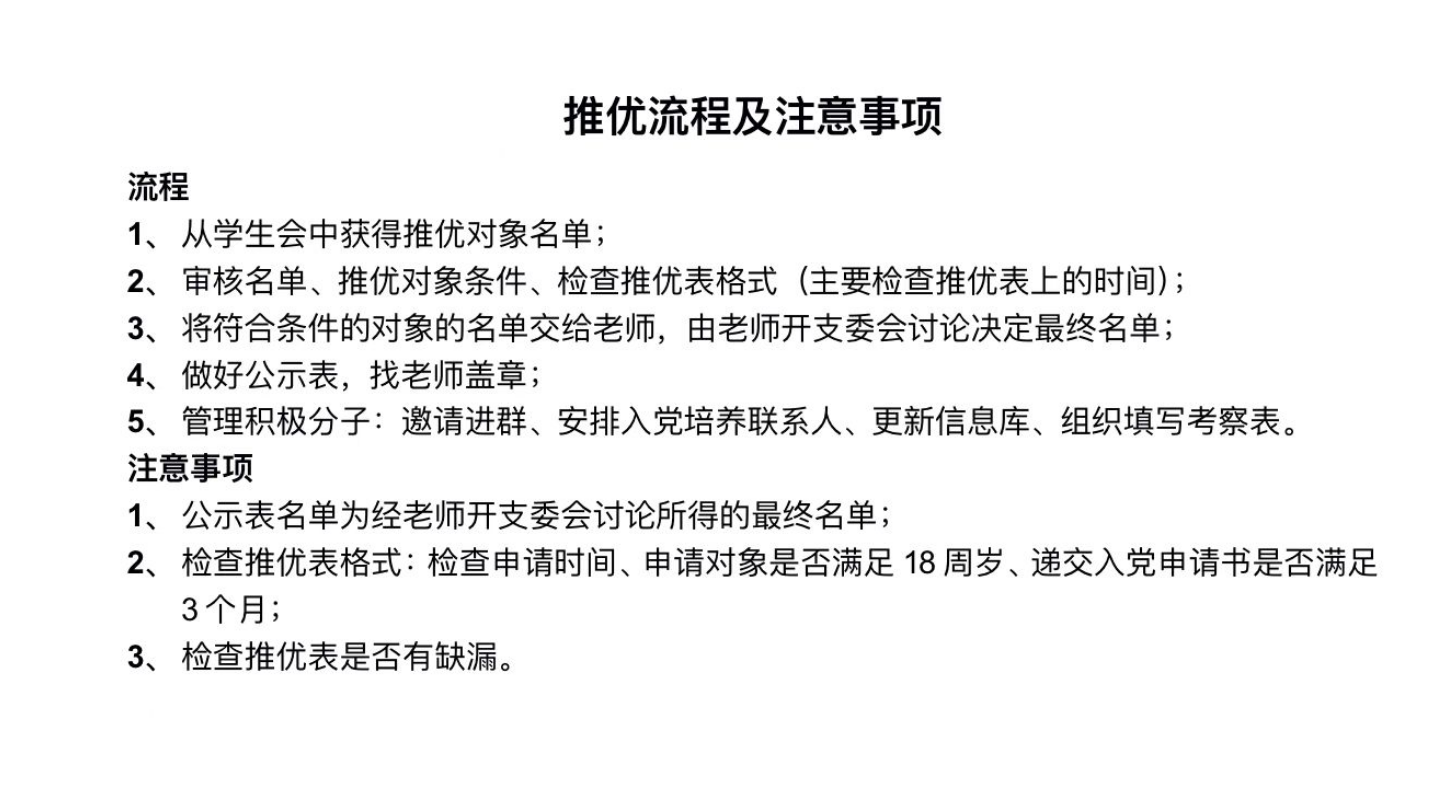 推优流程及注意事项
流程
1、 从学生会中获得推优对象名单；
2、 审核名单、推优对象条件、检查推优表格式（主要检查推优表上的时间）；
3、 将符合条件的对象的名单交给老师，由老师开支委会讨论决定最终名单；
4、 做好公示表，找老师盖章；
5、 管理积极分子：邀请进群、安排入党培养联系人、更新信息库、组织填写考察表。
注意事项
1、 公示表名单为经老师开支委会讨论所得的最终名单；
2、 检查推优表格式：检查申请时间、申请对象是否满足 18 周岁、递交入党申请书是否满足
3 个月；
3、 检查推优表是否有缺漏。